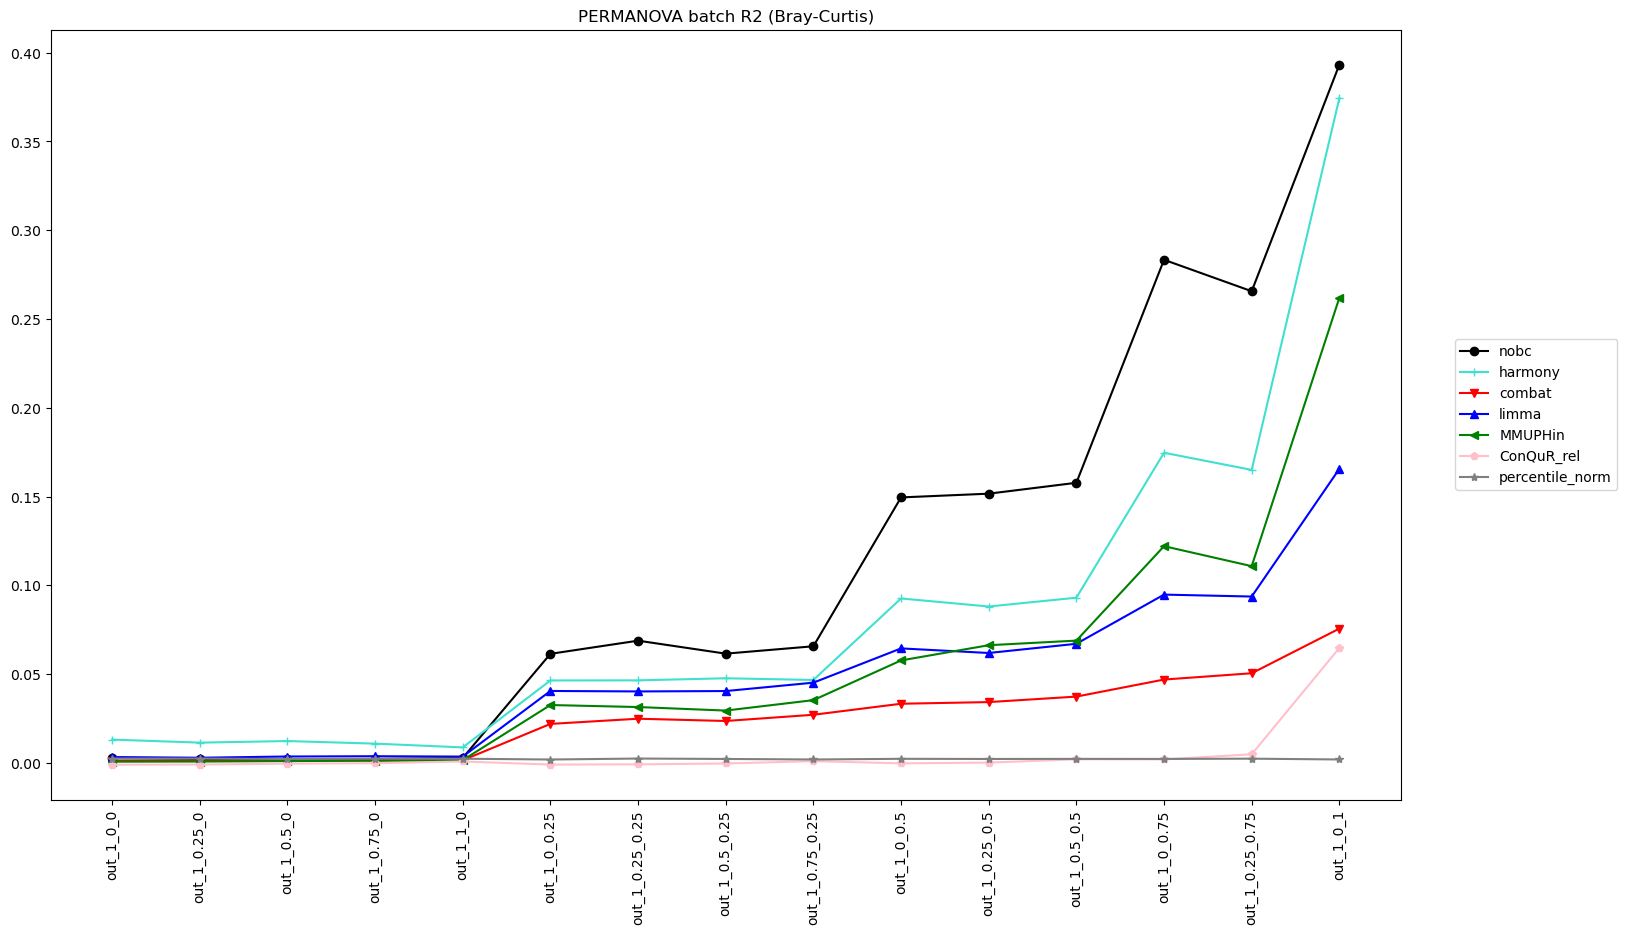 PERMANOVA batch R2 (Bray-Curtis)
0.40
0.35
0.30
0.25
0.20
0.15
0.10
0.05
0.00
out_1_0_0
out_1_0.25_0
out_1_0.5_0
out_1_0.75_0
out_1_1_0
out_1_0_0.25
out_1_0.25_0.25
out_1_0.5_0.25
out_1_0.75_0.25
out_1_0_0.5
out_1_0.25_0.5
out_1_0.5_0.5
out_1_0_0.75
out_1_0.25_0.75
out_1_0_1
nobc
harmony
combat
limma
MMUPHin
ConQuR_rel
percentile_norm